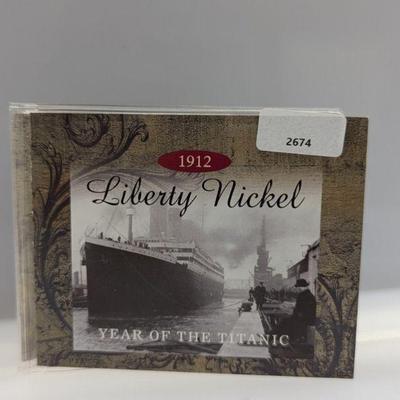 2674
1912
Liberty Nickel
YEAR OF THE TITANIC